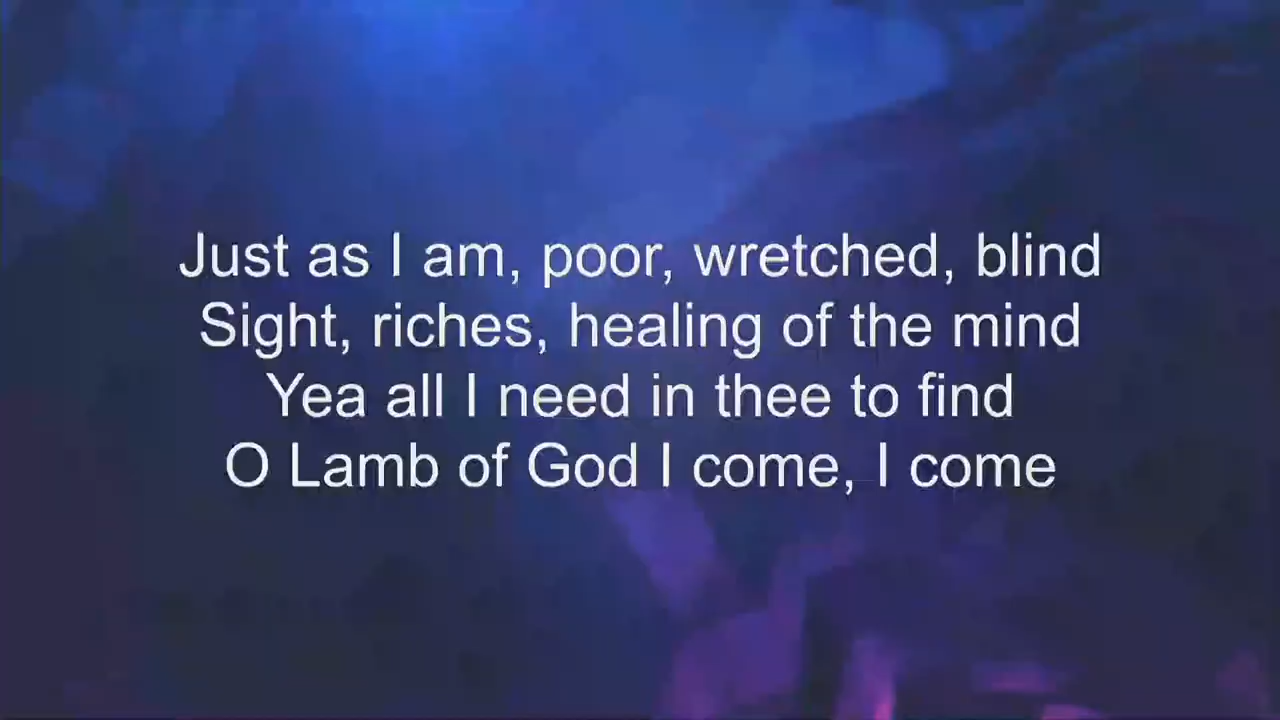 Just as I am, poor, wretched, blind
Sight, riches, healing of the mind
Yea all I need in thee to find
O Lamb of God I come, I come